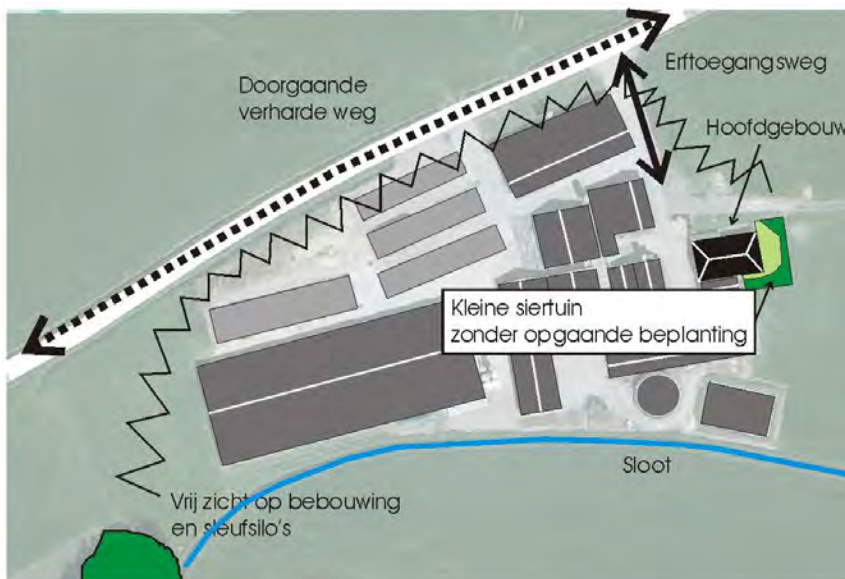 Doorgaande
verharde weg
Erftoegangsweg
Hoofdgebouw
Kleine siertuin
zonder opgaande beplanting
Sloot
Vrij zicht op bebouwing
en sleufsilo's